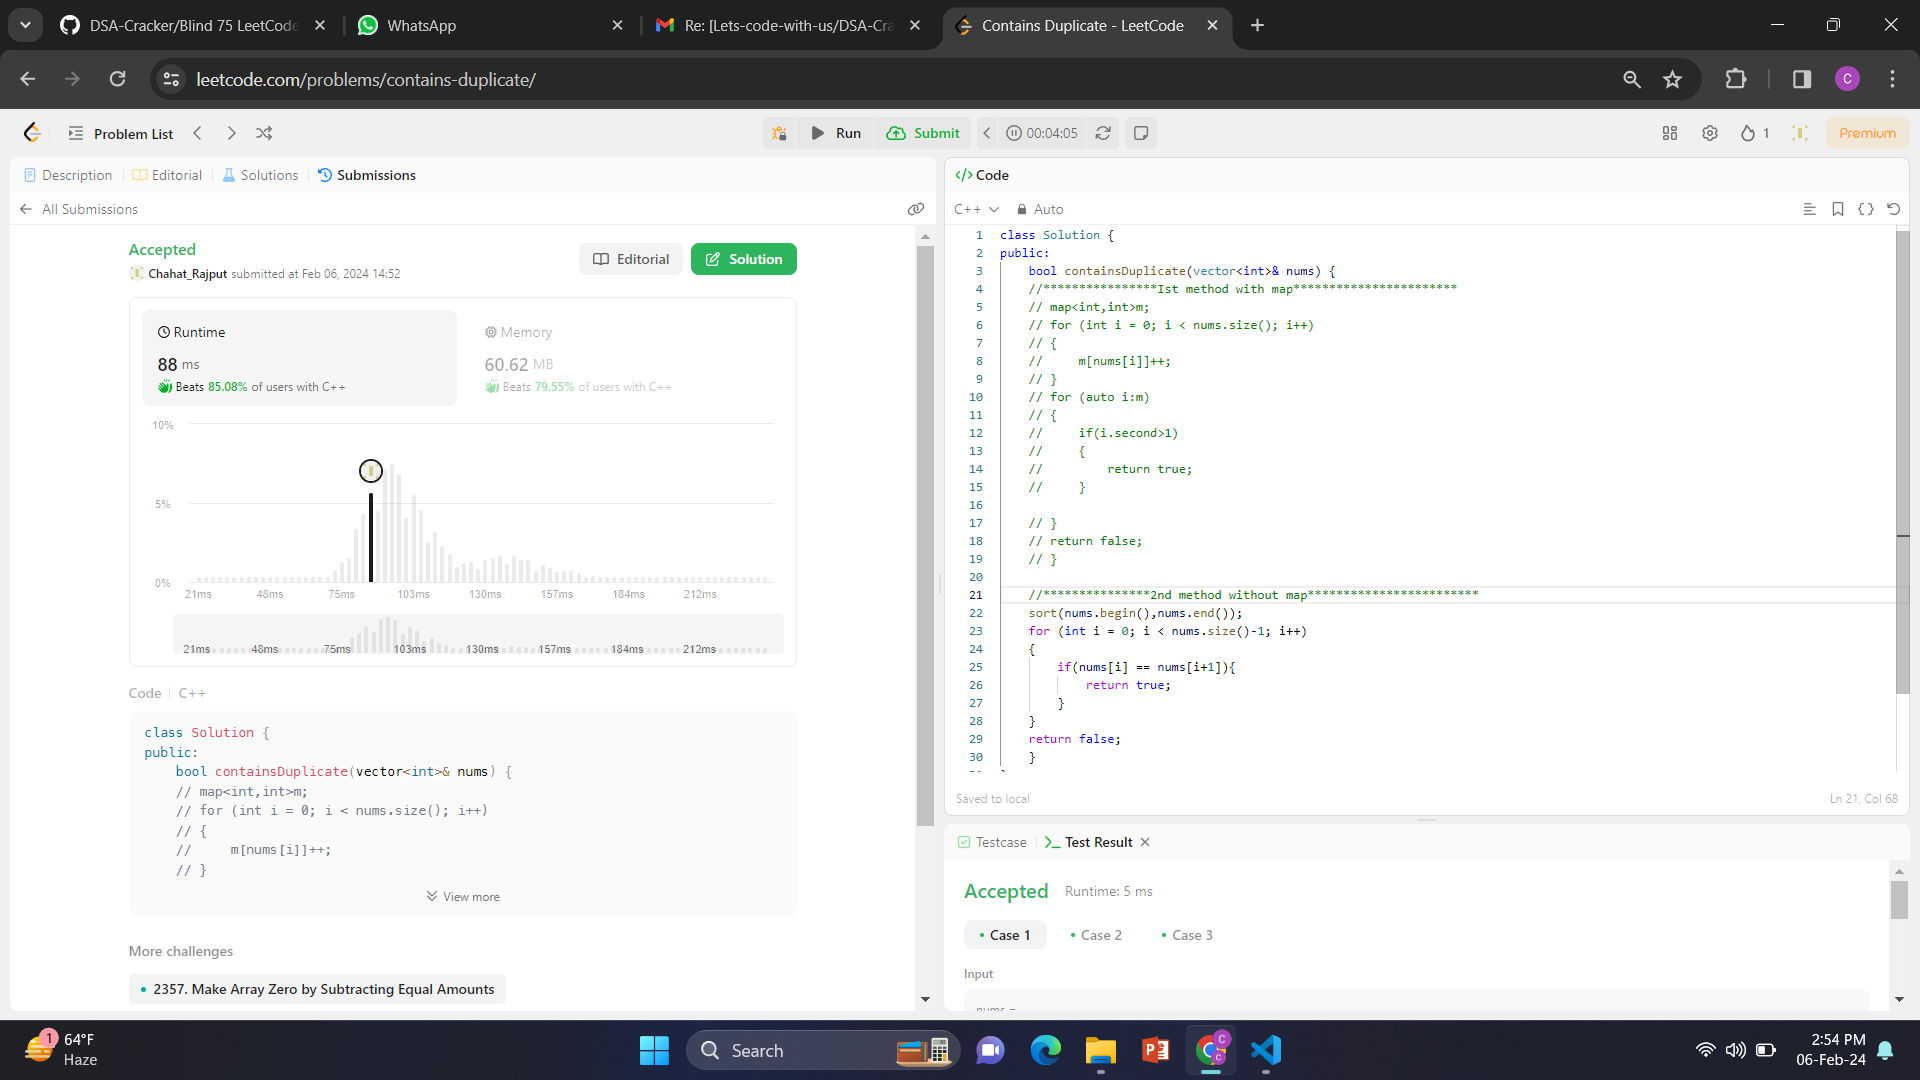 DSA-Cracker/Blind 75 LeetCode
WhatsApp
Re: [Lets-code-with-us/DSA-Cra
Contains Duplicate - LeetCode
leetcode.com/problems/contains-duplicate/
C
Problem List
Run
Submit
00:04:05
1
Premium
Description
Editorial
Solutions
Submissions
All Submissions
Accepted
Chahat_Rajput submitted at Feb 06, 2024 14:52
Editorial
Solution
Runtime
88 ms
Beats 85.08% of users with C++
Memory
60.62 MB
Beats 79.55% of users with C++
10%
5%
0%
21ms 48ms 75ms 103ms 130ms 157ms 184ms 212ms
21ms 48ms 75ms 103ms 130ms 157ms 184ms 212ms
Code | C++
class Solution {
public:
bool containsDuplicate(vector<int>& nums) {
// map<int,int>m;
// for (int i = 0; i < nums.size(); i++)
// {
//     m[nums[i]]++;
// }
View more
More challenges
2357. Make Array Zero by Subtracting Equal Amounts
</> Code
C++
Auto
1 class Solution {
2 public:
3 bool containsDuplicate(vector<int>& nums) {
4 //****************Ist method with map***********************
5 // map<int,int>m;
6 // for (int i = 0; i < nums.size(); i++)
7 // {
8 //     m[nums[i]]++;
9 // }
10 // for (auto i:m)
11 // {
12 //     if(i.second>1)
13 //     {
14 //         return true;
15 //     }
16
17 // }
18 // return false;
19 // }
20
21 //***************2nd method without map************************
22 sort(nums.begin(),nums.end());
23 for (int i = 0; i < nums.size()-1; i++)
24 {
25 if(nums[i] == nums[i+1]){
26 return true;
27 }
28 }
29 return false;
30 }
Saved to local
Ln 21, Col 68
Testcase
Test Result
Accepted
Runtime: 5 ms
Case 1
Case 2
Case 3
Input
nums =
1
64°F
Haze
Search
C
C
2:54 PM
06-Feb-24